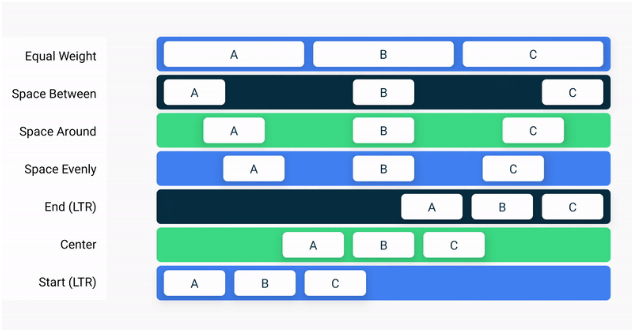 Equal Weight A B C
Space Between A B C
Space Around A B C
Space Evenly A B C
End (LTR) A B C
Center A B C
Start (LTR) A B C